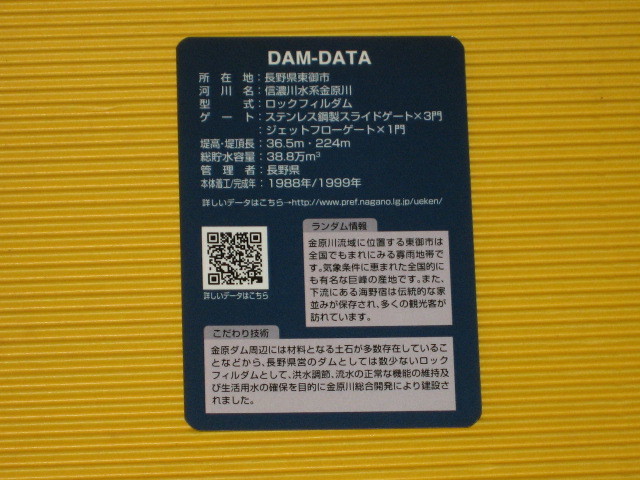 DAM-DATA
所在地：長野県東御市
河川名：信濃川水系金原川
型式：ロックフィルダム
ゲート：ステンレス鋼製スライドゲート×3門
：ジェットフローゲート×1門
堤高・堤頂長：36.5m・224m
総貯水容量：38.8万m³
管理者：長野県
本体着工/完成年：1988年/1999年
詳しいデータはこちら→http://www.pref.nagano.lg.jp/ueken/
詳しいデータはこちら
ランダム情報
金原川流域に位置する東御市は
全国でもまれにみる寡雨地帯で
す。気象条件に恵まれた全国的に
も有名な巨峰の産地です。また、
下流にある海野宿は伝統的な家
並みが保存され、多くの観光客が
訪れています。
こだわり技術
金原ダム周辺には材料となる土石が多数存在しているこ
となどから、長野県営のダムとしては数少ないロック
フィルダムとして、洪水調節、流水の正常な機能の維持及
び生活用水の確保を目的に金原川総合開発により建設さ
れました。